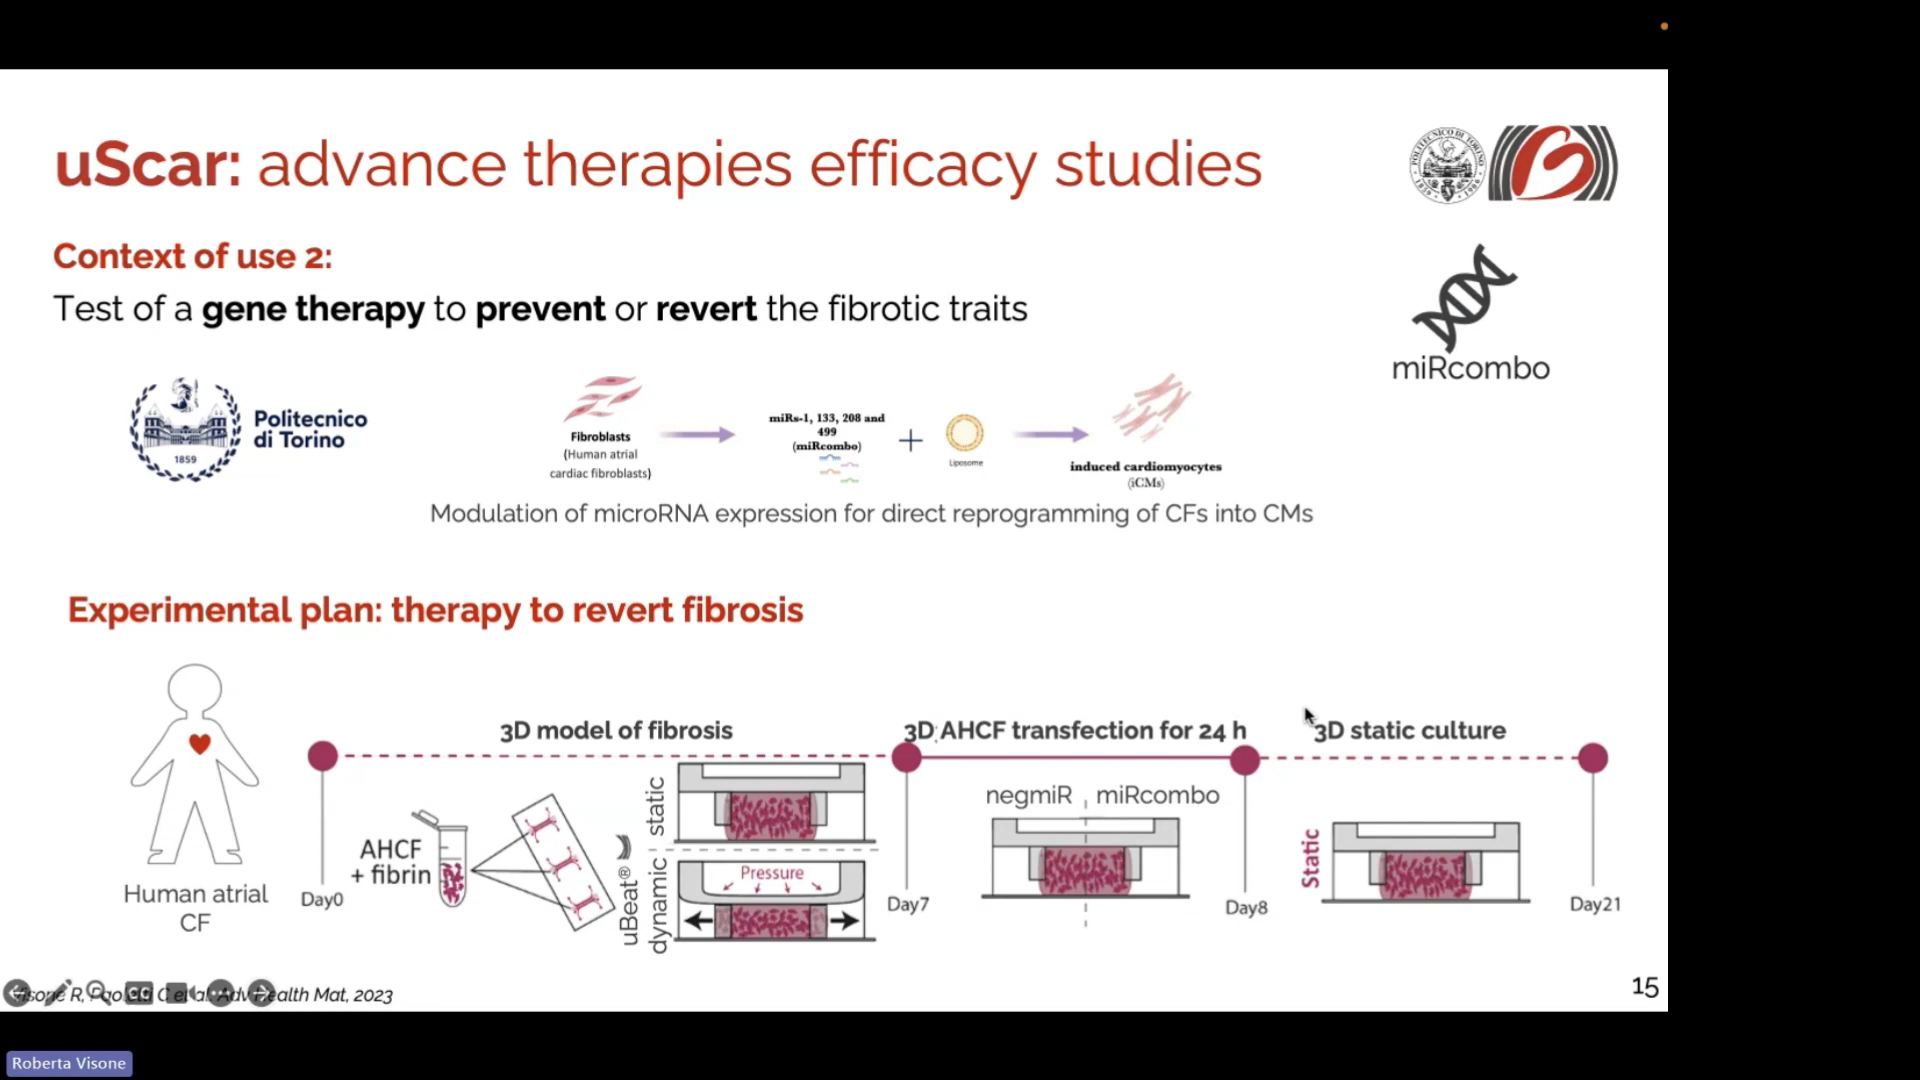 uScar: advance therapies efficacy studies
POLITECNICO DI TORINO
Context of use 2:
Test of a gene therapy to prevent or revert the fibrotic traits
miRcombo
Politecnico
di Torino
1859
Fibroblasts
(Human atrial
cardiac fibroblasts)
miRs-1, 133, 208 and
499
(miRcombo)
+
Liposome
induced cardiomyocytes
(iCMs)
Modulation of microRNA expression for direct reprogramming of CFs into CMs
Experimental plan: therapy to revert fibrosis
3D model of fibrosis
3D AHCF transfection for 24 h
3D static culture
Human atrial
CF
Day0
AHCF
+ fibrin
uBeat®
static
dynamic
Pressure
Day7
negmiR
miRcombo
Day8
Static
Day21
R, C et al Adv Health Mat, 2023
15
Roberta Visone